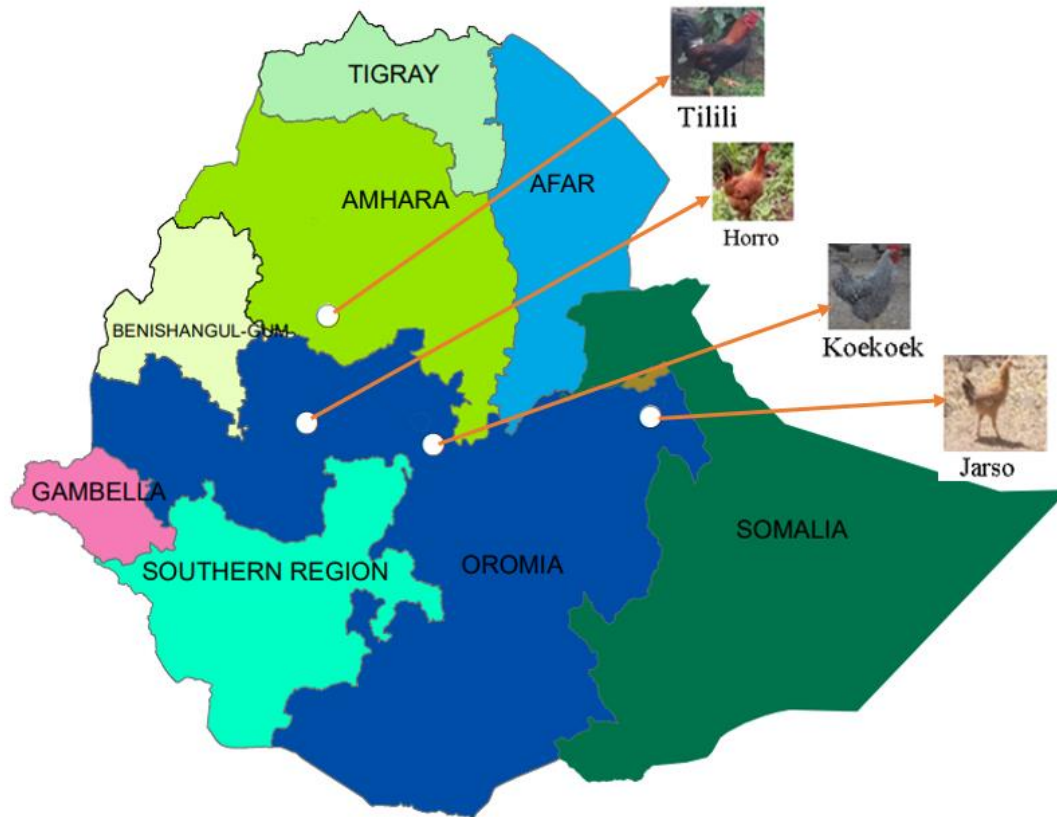 TIGRAY
Tilili
AMHARA
AFAR
Horro
BENISHANGUL-GUM
Koekoek
Jarso
GAMBELLA
SOMALIA
SOUTHERN REGION
OROMIA